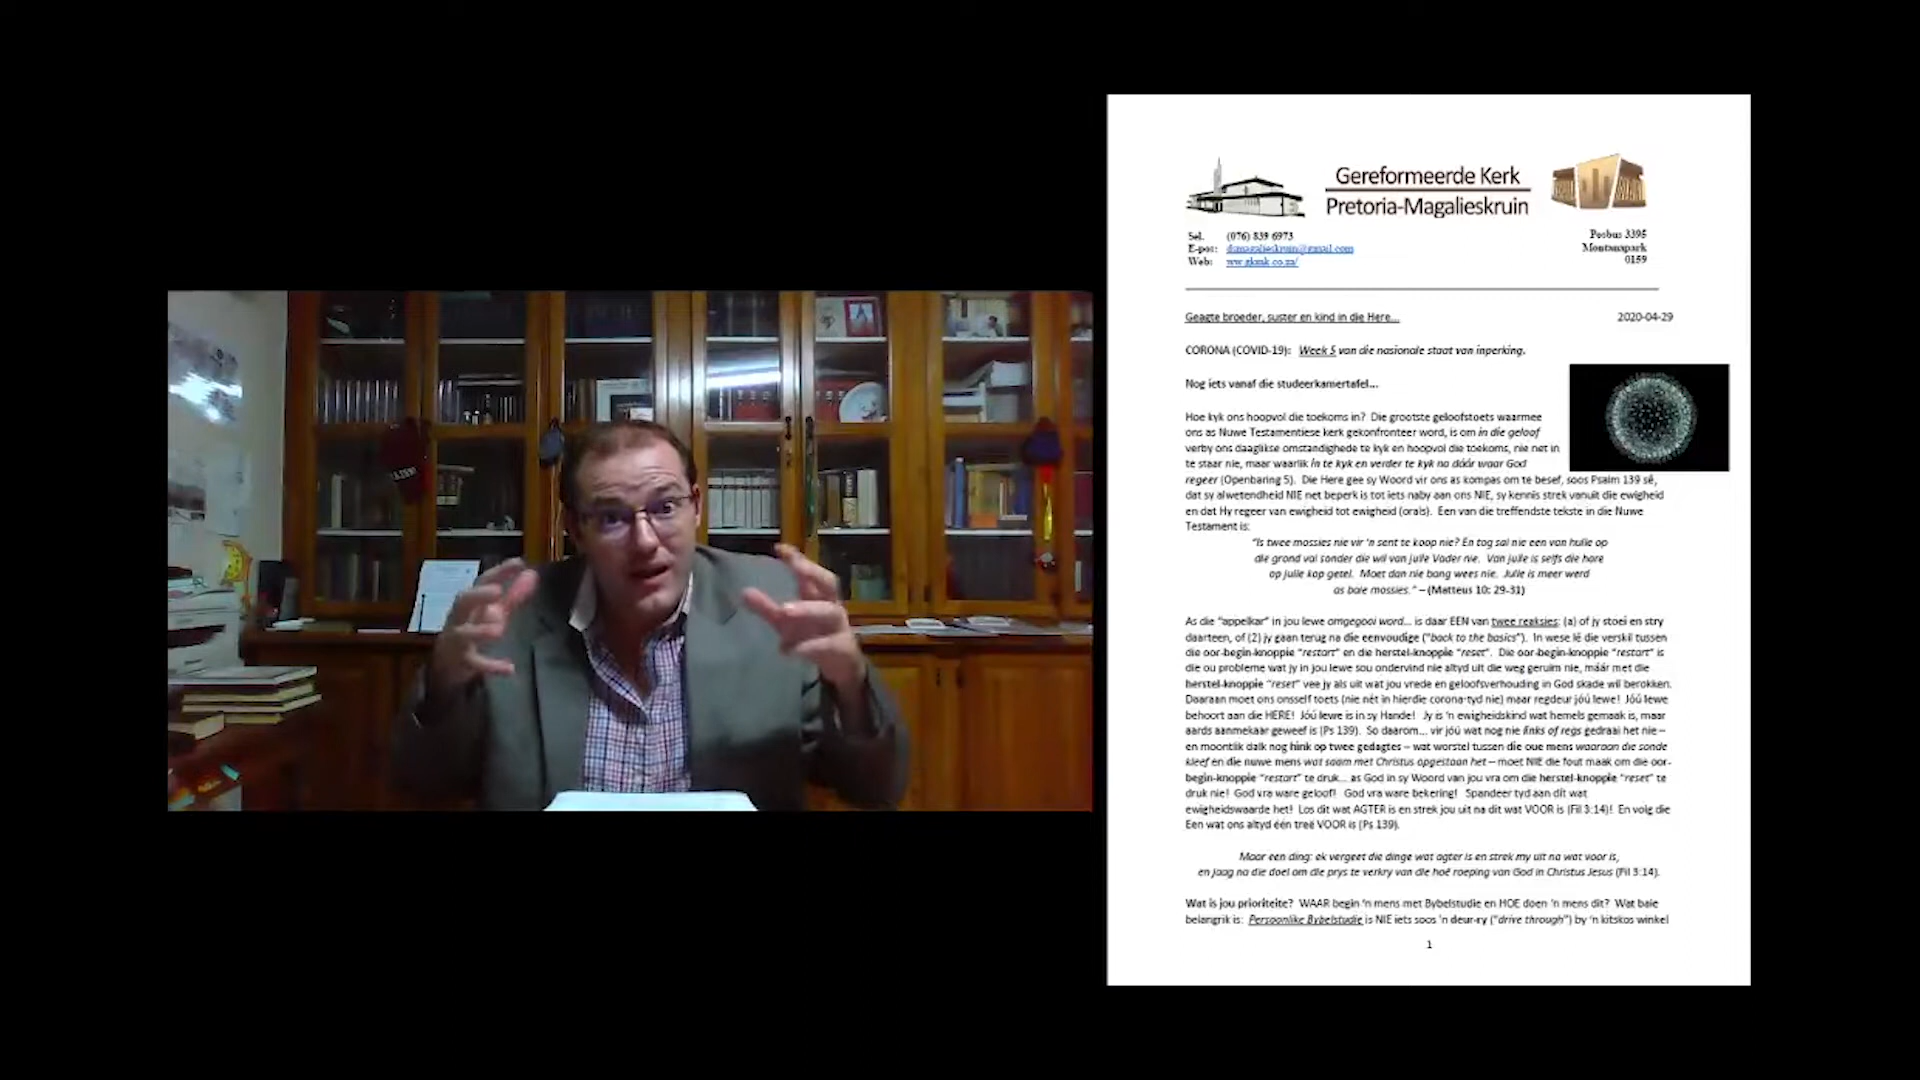 Gereformeerde Kerk
Pretoria-Magalieskruin
Sel. (076) 839 6973
E-pos: dsmagalieskruin@gmail.com
Web:
Posbus 3395
Montanapark
0159
Geagte broeder, suster en kind in die Here... 2020-04-29
CORONA (COVID-19): Week 5 van die nasionale staat van inperking.
Nog iets vanaf die studeerkamertafel...
Hoe kyk ons hoopvol die toekoms in? Die grootste geloofstoets waarmee
ons as Nuwe Testamentiese kerk gekonfronteer word, is om in die geloof
verby ons daaglikse omstandighede te kyk en hoopvol die toekoms, nie net in
te staar nie, maar waarlik ín te kyk en verder te kyk na dáár waar God
regeer (Openbaring 5). Die Here gee sy Woord vir ons as kompas om te besef, soos Psalm 139 sê,
dat sy alwetendheid NIE net beperk is tot iets naby aan ons NIE, sy kennis strek vanuit die ewigheid
en dat Hy regeer van ewigheid tot ewigheid (orals). Een van die treffendste tekste in die Nuwe
Testament is:
"Is twee mossies nie vir 'n sent te koop nie? En tog sal nie een van hulle op
die grond val sonder die wil van julle Vader nie. Van julle is selfs die hare
op julle kop getel. Moet dan nie bang wees nie. Julle is meer werd
as baie mossies." – (Matteus 10: 29-31)
As die "appelkar" in jou lewe omgegooi word... is daar EEN van twee reaksies: (a) of jy stoei en stry
daarteen, of (2) jy gaan terug na die eenvoudige ("back to the basics"). In wese lê die verskil tussen
die oor-begin-knoppie "restart" en die herstel-knoppie "reset". Die oor-begin-knoppie "restart" is
die ou probleme wat jy in jou lewe sou ondervind nie altyd uit die weg geruim nie, máár met die
herstel-knoppie "reset" vee jy als uit wat jou vrede en geloofsverhouding in God skade wil berokken.
Daaraan moet ons onsself toets (nie nét in hierdie corona-tyd nie) maar regdeur jóú lewe! Jóú lewe
behoort aan die HERE! Jóú lewe is in sy Hande! Jy is 'n ewigheidskind wat hemels gemaak is, maar
aards aanmekaar geweef is (Ps 139). So daarom... vir jóú wat nog nie links of regs gedraai het nie –
en moontlik dalk nog hink op twee gedagtes – wat worstel tussen die oue mens waaraan die sonde
kleef en die nuwe mens wat saam met Christus opgestaan het – moet NIE die fout maak om die oor-
begin-knoppie "restart" te druk... as God in sy Woord van jou vra om die herstel-knoppie "reset" te
druk nie! God vra ware geloof! God vra ware bekering! Spandeer tyd aan dít wat
ewigheidswaarde het! Los dit wat AGTER is en strek jou uit na dit wat VOOR is (Fil 3:14)! En volg die
Een wat ons altyd één treë VOOR is (Ps 139).
Maar een ding: ek vergeet die dinge wat agter is en strek my uit na wat voor is,
en jaag na die doel om die prys te verkry van die hoë roeping van God in Christus Jesus (Fil 3:14).
Wat is jou prioriteite? WAAR begin 'n mens met Bybelstudie en HOE doen 'n mens dit? Wat baie
belangrik is: Persoonlike Bybelstudie is NIE iets soos 'n deur-ry ("drive through") by 'n kitskos winkel
1